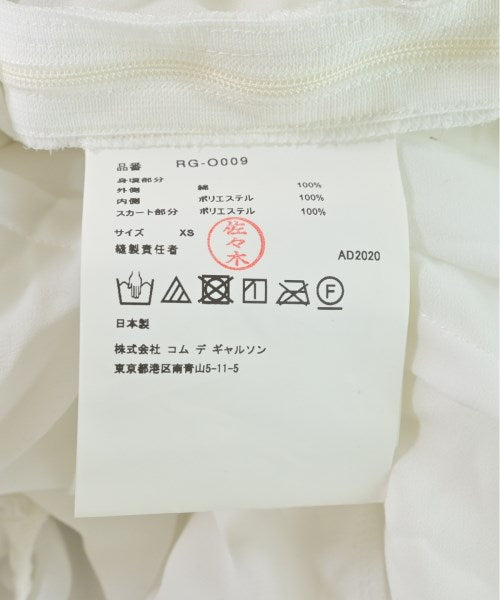 品番 RG-O009
身頃部分
外側 綿 100%
内側 ポリエステル 100%
スカート部分 ポリエステル 100%
サイズ XS
縫製責任者 佐々木
AD2020
F
日本製
株式会社 コム デ ギャルソン
東京都港区南青山5-11-5